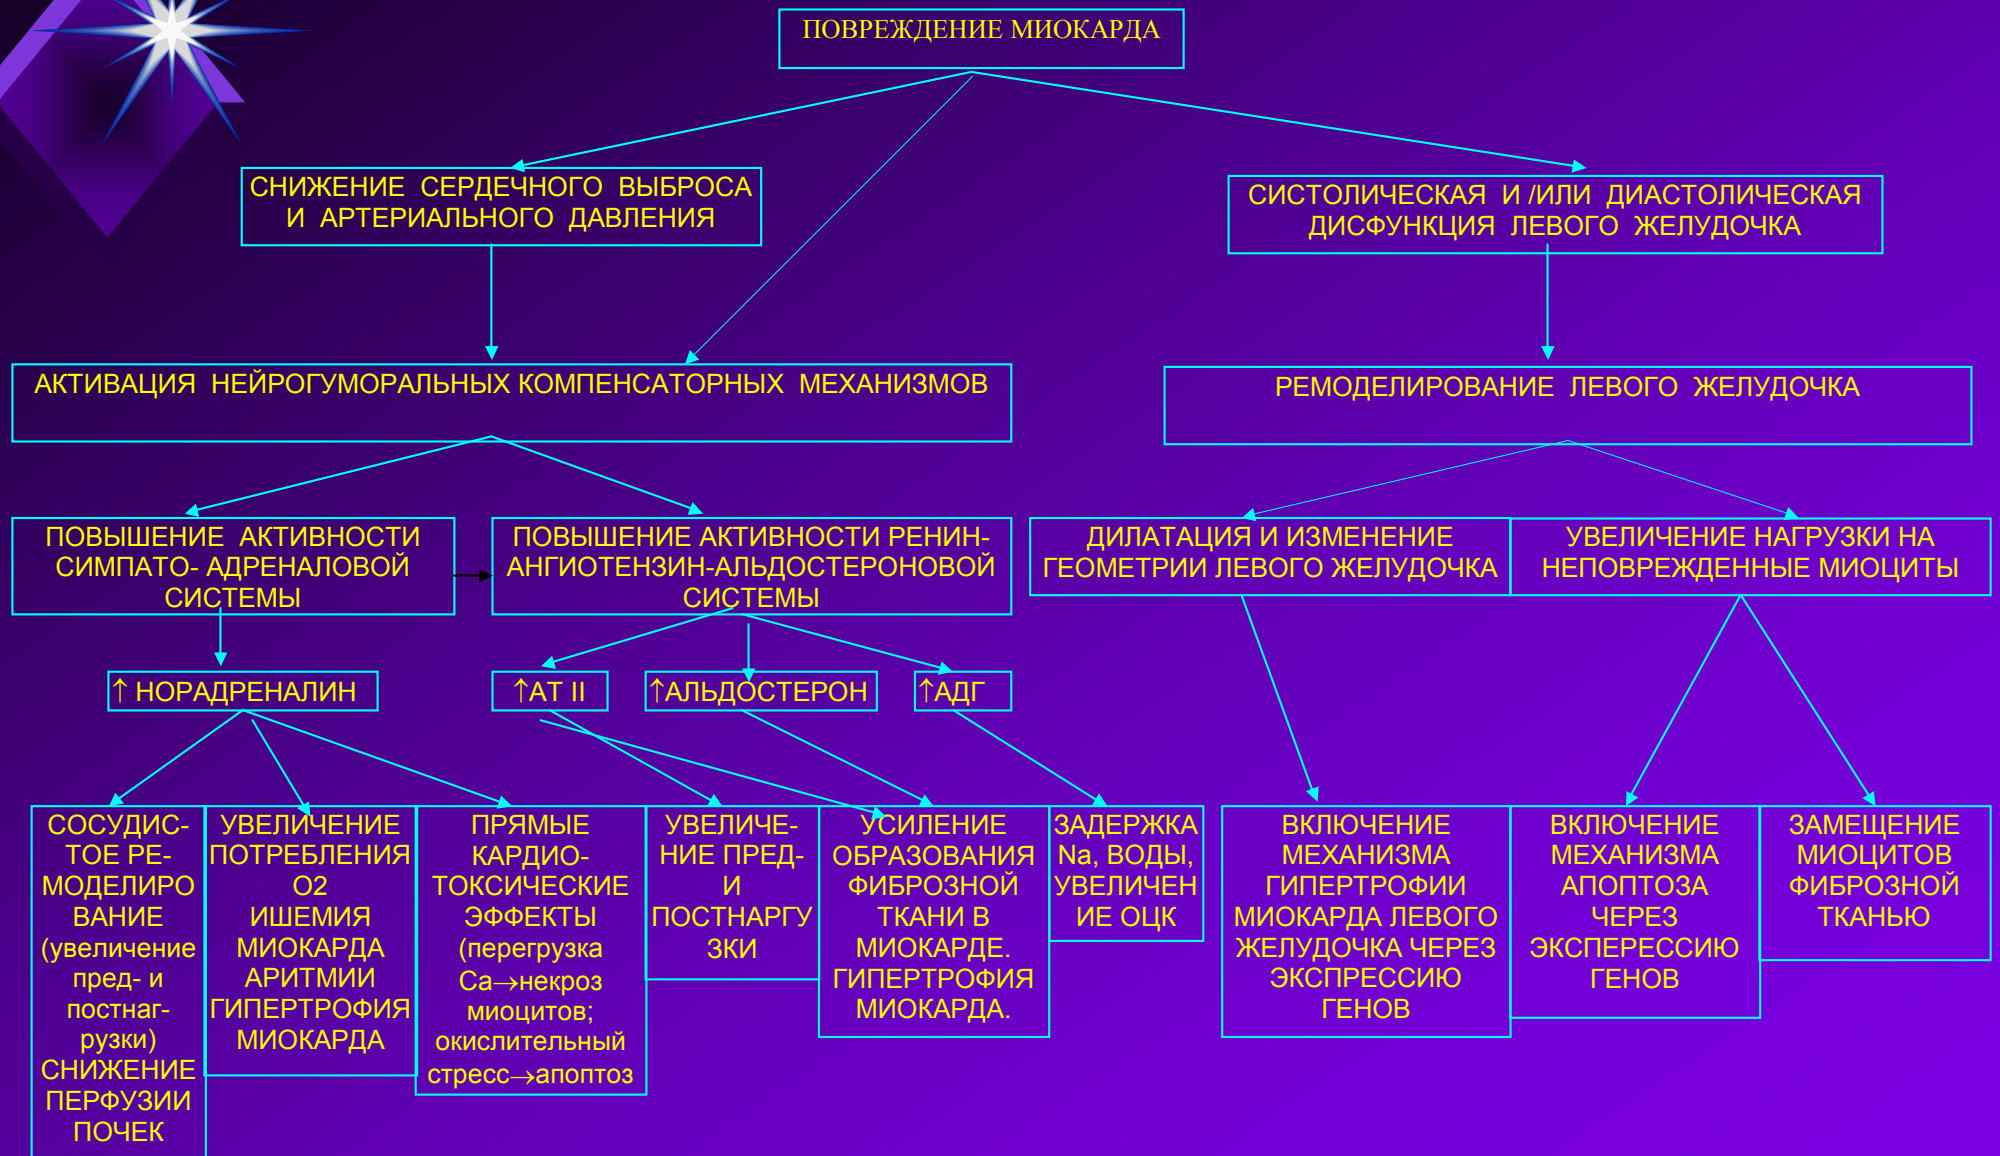 ПОВРЕЖДЕНИЕ МИОКАРДА
СНИЖЕНИЕ СЕРДЕЧНОГО ВЫБРОСА
И АРТЕРИАЛЬНОГО ДАВЛЕНИЯ
СИСТОЛИЧЕСКАЯ И /ИЛИ ДИАСТОЛИЧЕСКАЯ
ДИСФУНКЦИЯ ЛЕВОГО ЖЕЛУДОЧКА
АКТИВАЦИЯ НЕЙРОГУМОРАЛЬНЫХ КОМПЕНСАТОРНЫХ МЕХАНИЗМОВ
РЕМОДЕЛИРОВАНИЕ ЛЕВОГО ЖЕЛУДОЧКА
ПОВЫШЕНИЕ АКТИВНОСТИ
СИМПАТО- АДРЕНАЛОВОЙ
СИСТЕМЫ
ПОВЫШЕНИЕ АКТИВНОСТИ РЕНИН-
АНГИОТЕНЗИН-АЛЬДОСТЕРОНОВОЙ
СИСТЕМЫ
ДИЛАТАЦИЯ И ИЗМЕНЕНИЕ
ГЕОМЕТРИИ ЛЕВОГО ЖЕЛУДОЧКА
УВЕЛИЧЕНИЕ НАГРУЗКИ НА
НЕПОВРЕЖДЕННЫЕ МИОЦИТЫ
↑ НОРАДРЕНАЛИН
↑АТ II
↑АЛЬДОСТЕРОН
↑АДГ
СОСУДИС-
ТОЕ РЕ-
МОДЕЛИРО
ВАНИЕ
(увеличение
пред- и
постнаг-
рузки)
СНИЖЕНИЕ
ПЕРФУЗИИ
ПОЧЕК
УВЕЛИЧЕНИЕ
ПОТРЕБЛЕНИЯ
О2
ИШЕМИЯ
МИОКАРДА
АРИТМИИ
ГИПЕРТРОФИЯ
МИОКАРДА
ПРЯМЫЕ
КАРДИО-
ТОКСИЧЕСКИЕ
ЭФФЕКТЫ
(перегрузка
Са→некроз
миоцитов;
окислительный
стресс→апоптоз
УВЕЛИЧЕ-
НИЕ ПРЕД-
И
ПОСТНАРГУ
ЗКИ
УСИЛЕНИЕ
ОБРАЗОВАНИЯ
ФИБРОЗНОЙ
ТКАНИ В
МИОКАРДЕ.
ГИПЕРТРОФИЯ
МИОКАРДА.
ЗАДЕРЖКА
Na, ВОДЫ,
УВЕЛИЧЕН
ИЕ ОЦК
ВКЛЮЧЕНИЕ
МЕХАНИЗМА
ГИПЕРТРОФИИ
МИОКАРДА ЛЕВОГО
ЖЕЛУДОЧКА ЧЕРЕЗ
ЭКСПРЕССИЮ
ГЕНОВ
ВКЛЮЧЕНИЕ
МЕХАНИЗМА
АПОПТОЗА
ЧЕРЕЗ
ЭКСПЕРЕССИЮ
ГЕНОВ
ЗАМЕЩЕНИЕ
МИОЦИТОВ
ФИБРОЗНОЙ
ТКАНЬЮ